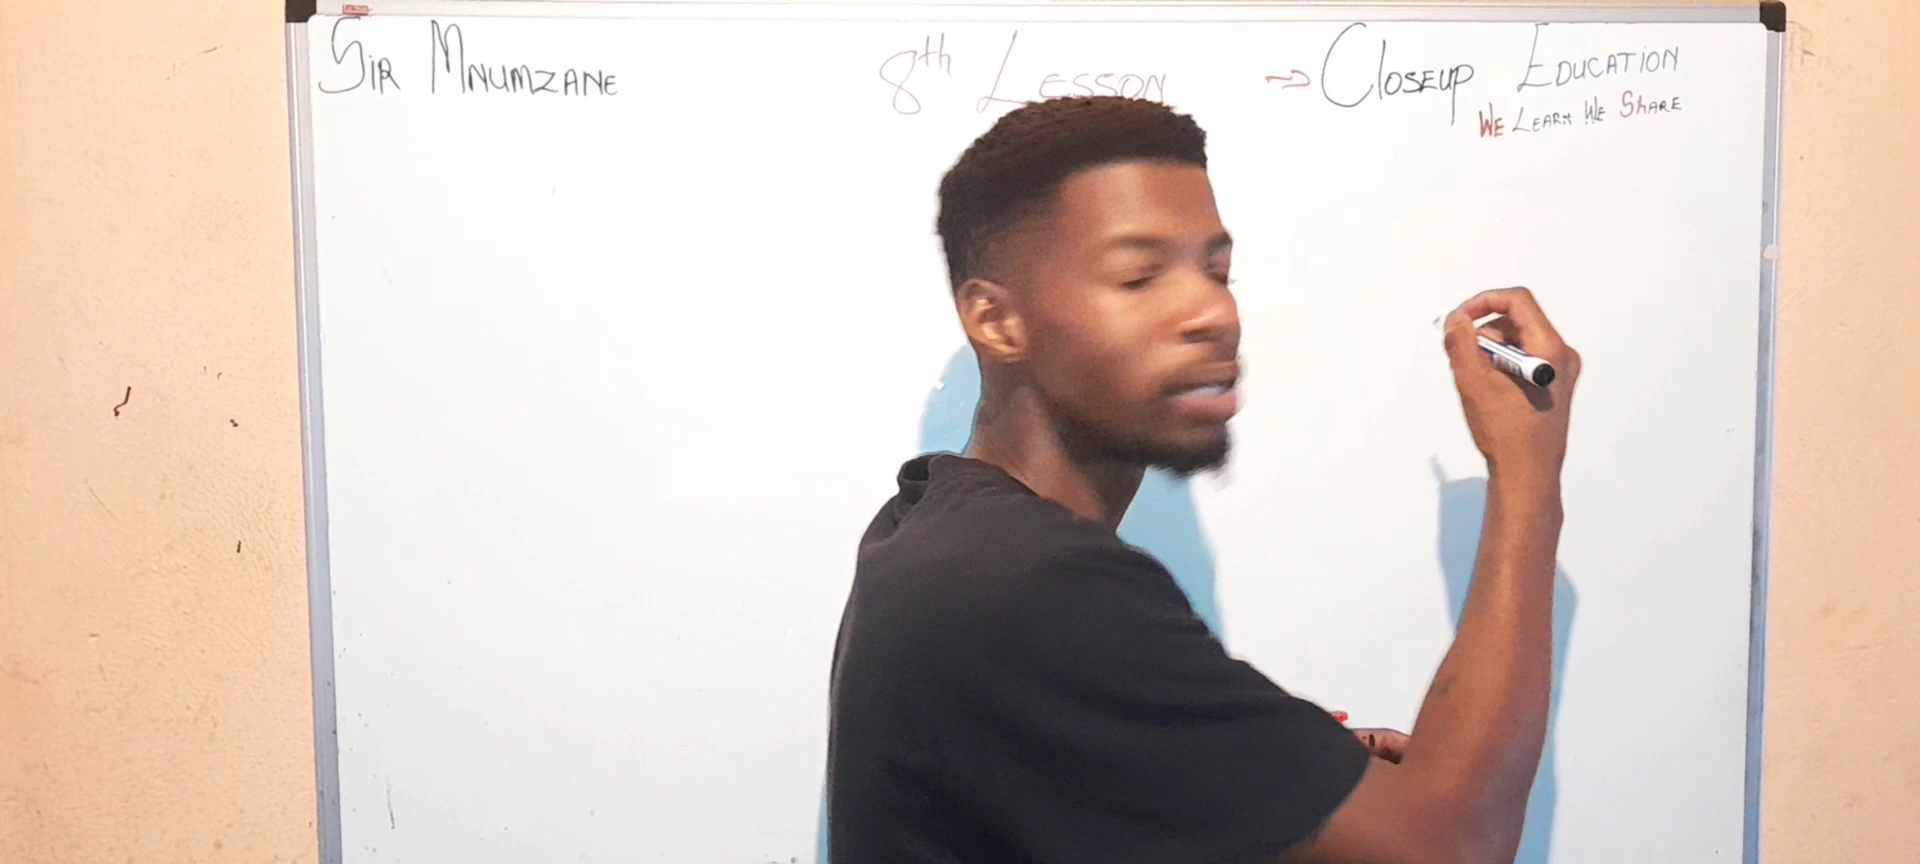 Sir Mnumzane
8th Lesson
→ Closeup Education
We Learn We Share